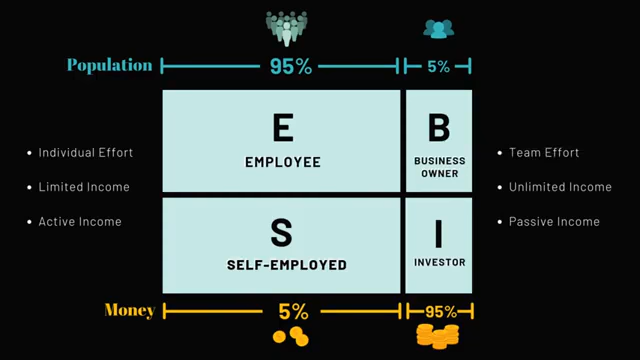 Population 95% 5%
E
EMPLOYEE
B
BUSINESS
OWNER
• Individual Effort
• Limited Income
• Active Income
• Team Effort
• Unlimited Income
• Passive Income
S
SELF-EMPLOYED
I
INVESTOR
Money 5% 95%